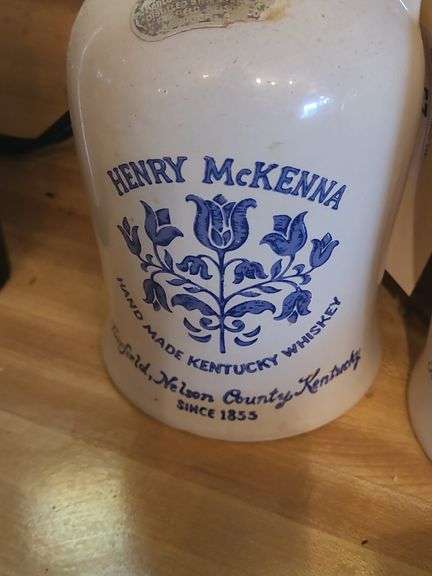 HENRY McKENNA
HAND MADE KENTUCKY WHISKEY
Fairfield, Nelson County, Kentucky
SINCE 1855